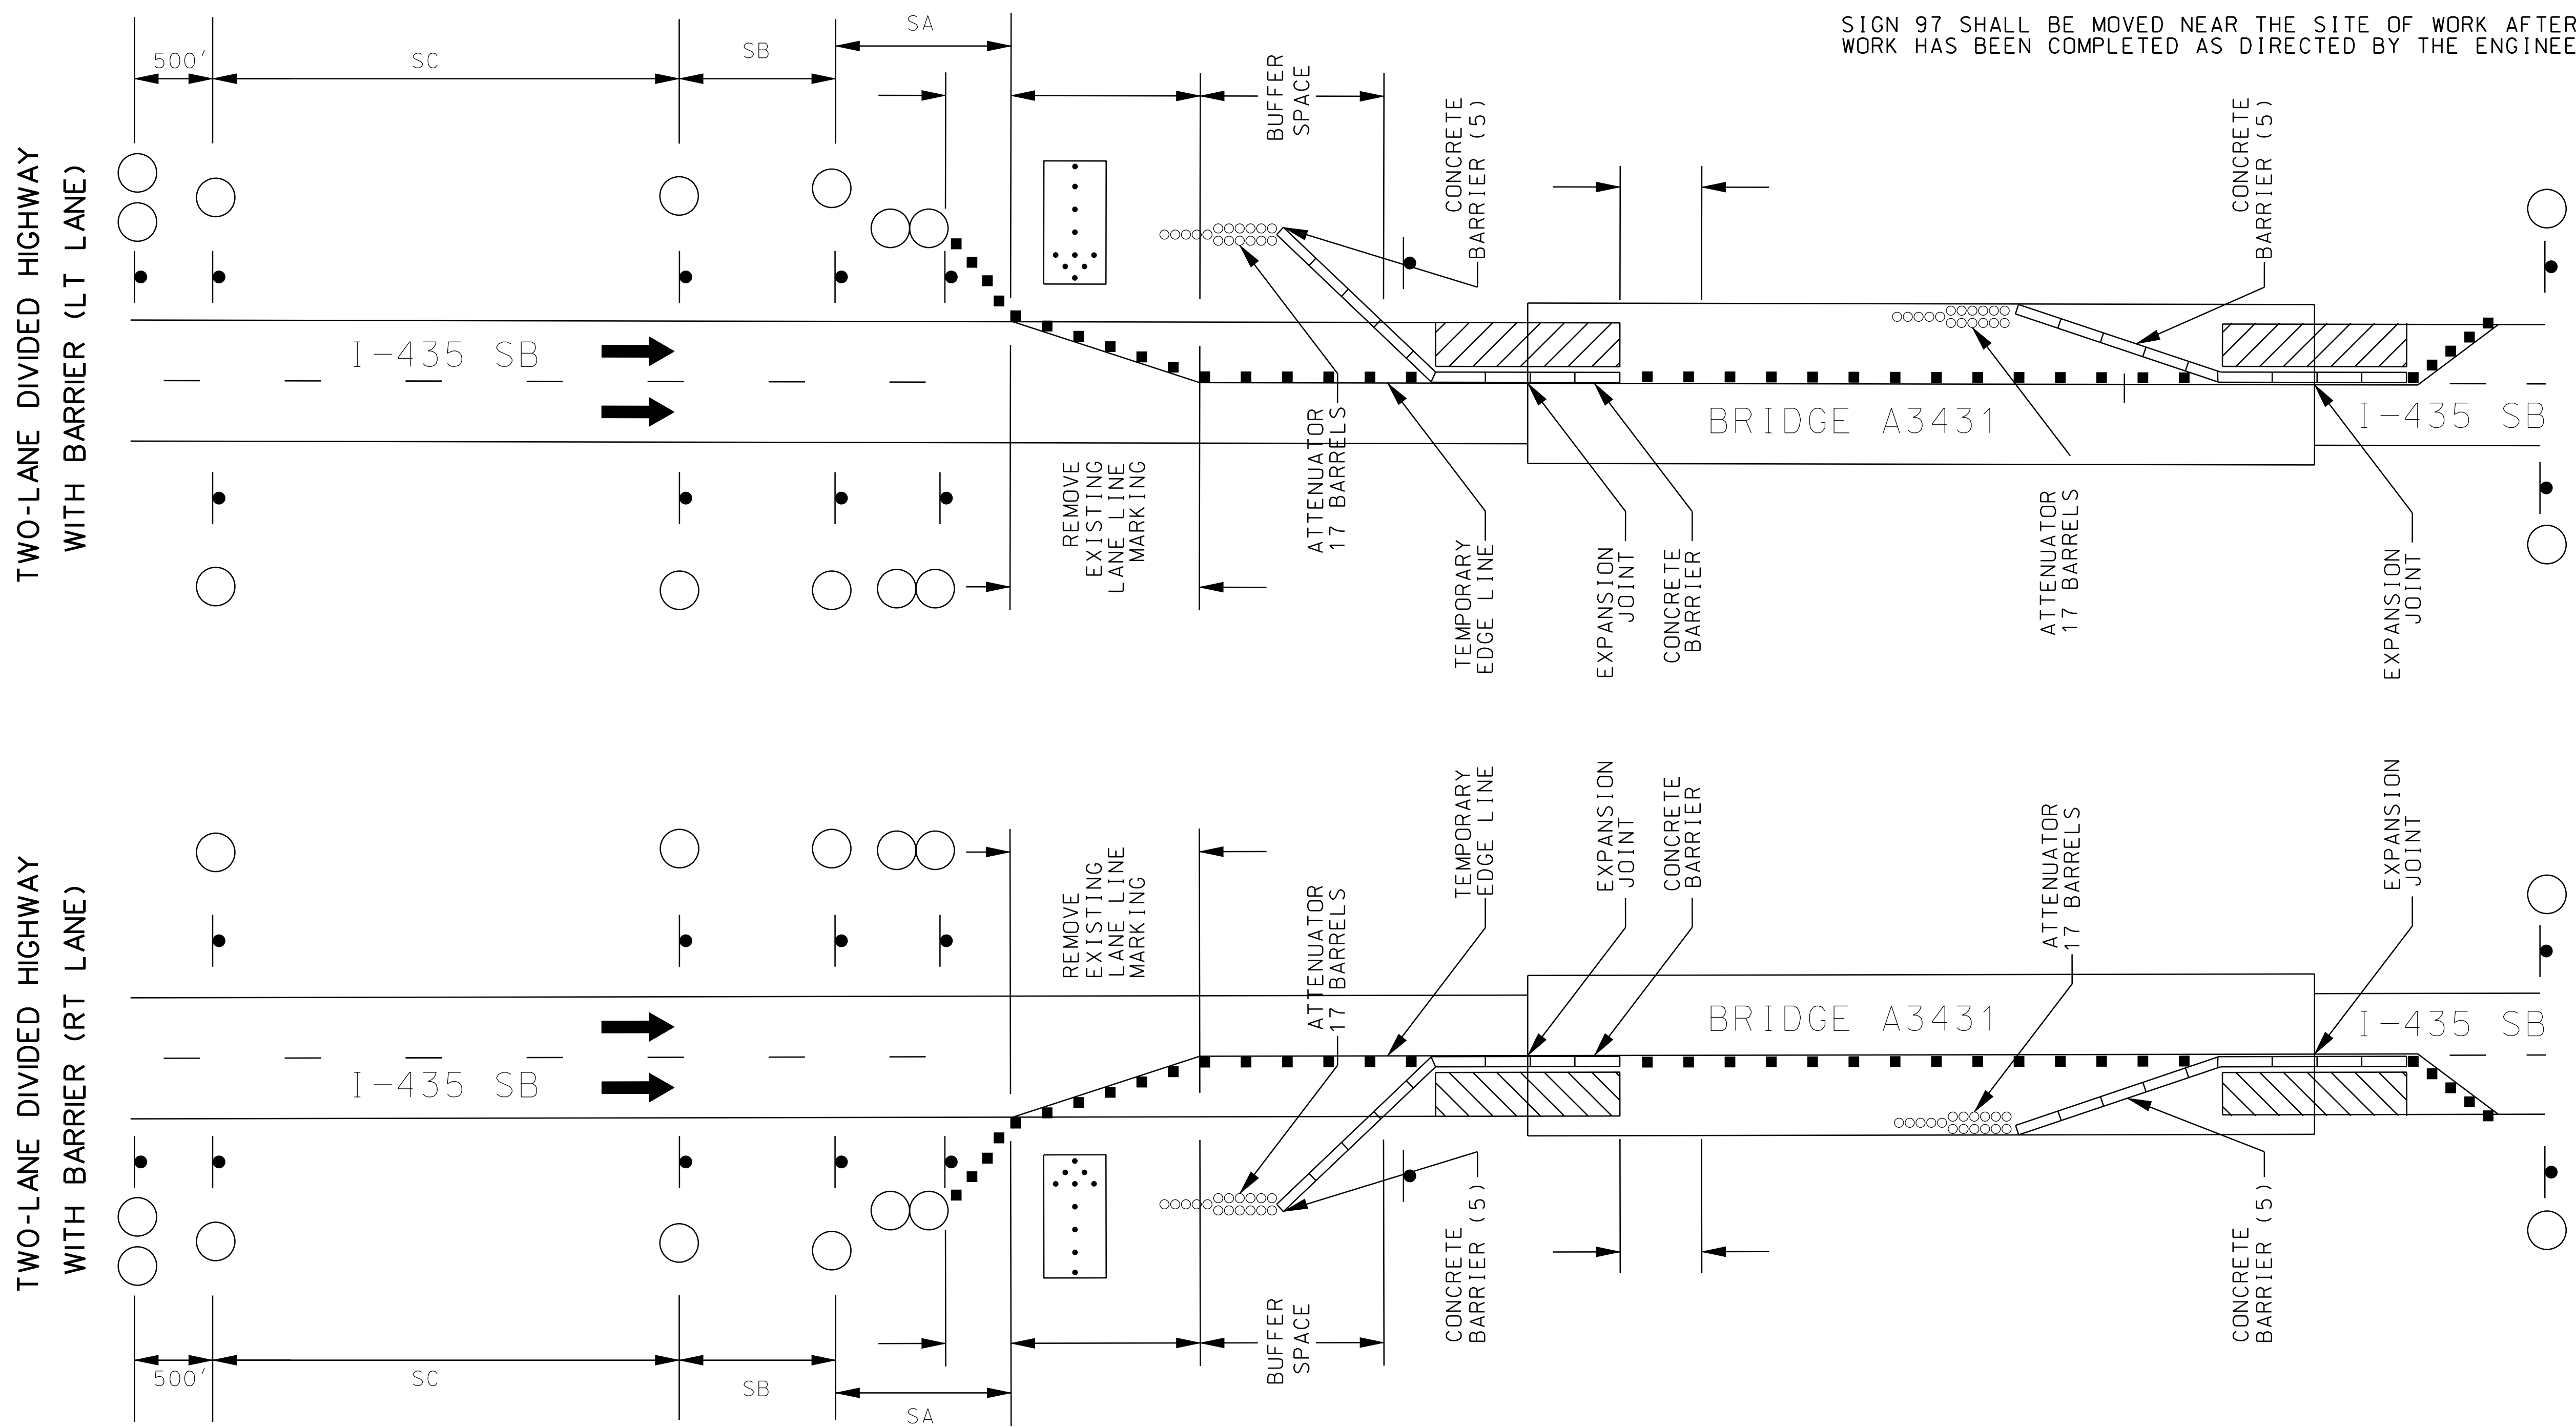 SIGN 97 SHALL BE MOVED NEAR THE SITE OF WORK AFTER
WORK HAS BEEN COMPLETED AS DIRECTED BY THE ENGINEE
TWO-LANE DIVIDED HIGHWAY
WITH BARRIER (LT LANE)
500'
SC
SB
SA
BUFFER
SPACE
CONCRETE
BARRIER (5)
CONCRETE
BARRIER (5)
I-435 SB
BRIDGE A3431
I-435 SB
REMOVE
EXISTING
LANE LINE
MARKING
ATTENUATOR
17 BARRELS
TEMPORARY
EDGE LINE
EXPANSION
JOINT
CONCRETE
BARRIER
ATTENUATOR
17 BARRELS
EXPANSION
JOINT
TWO-LANE DIVIDED HIGHWAY
WITH BARRIER (RT LANE)
REMOVE
EXISTING
LANE LINE
MARKING
ATTENUATOR
17 BARRELS
TEMPORARY
EDGE LINE
EXPANSION
JOINT
CONCRETE
BARRIER
ATTENUATOR
17 BARRELS
EXPANSION
JOINT
I-435 SB
BRIDGE A3431
I-435 SB
CONCRETE
BARRIER (5)
CONCRETE
BARRIER (5)
BUFFER
SPACE
500'
SC
SB
SA